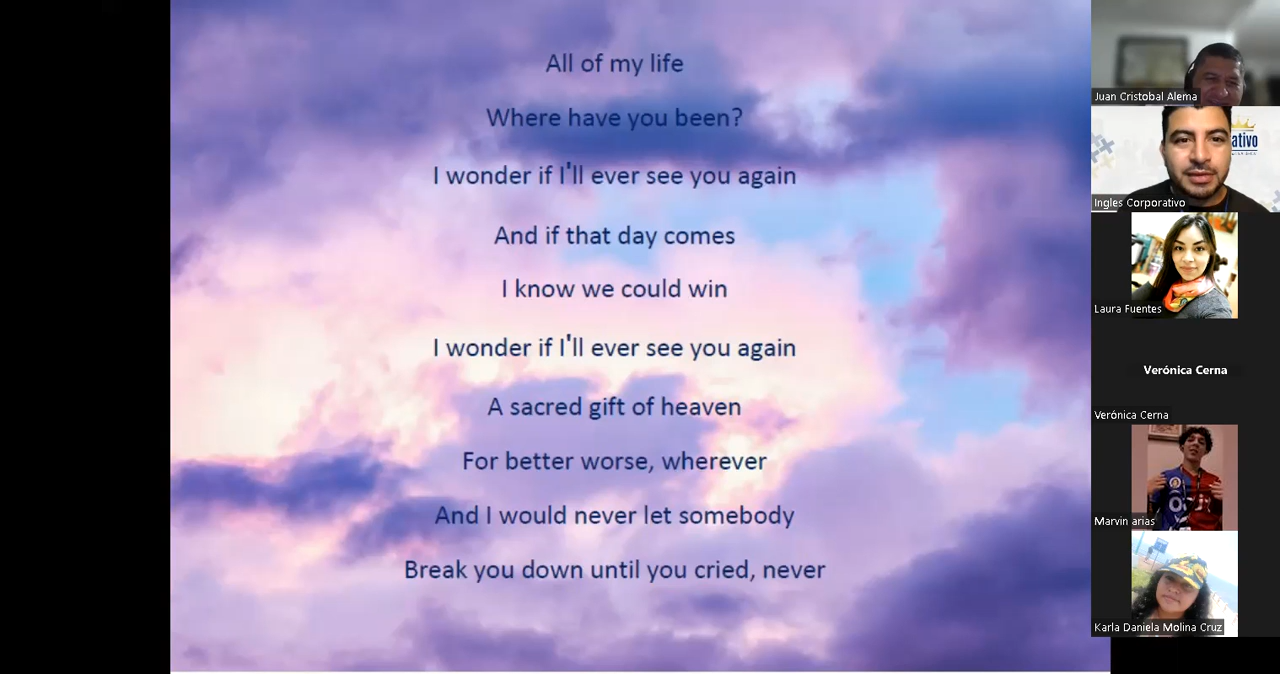 All of my life
Where have you been?
I wonder if I'll ever see you again
And if that day comes
I know we could win
I wonder if I'll ever see you again
A sacred gift of heaven
For better worse, wherever
And I would never let somebody
Break you down until you cried, never
Juan Cristobal Alema
ativo
Ingles Corporativo
Laura Fuentes
Verónica Cerna
Verónica Cerna
Marvin arias
Karla Daniela Molina Cruz